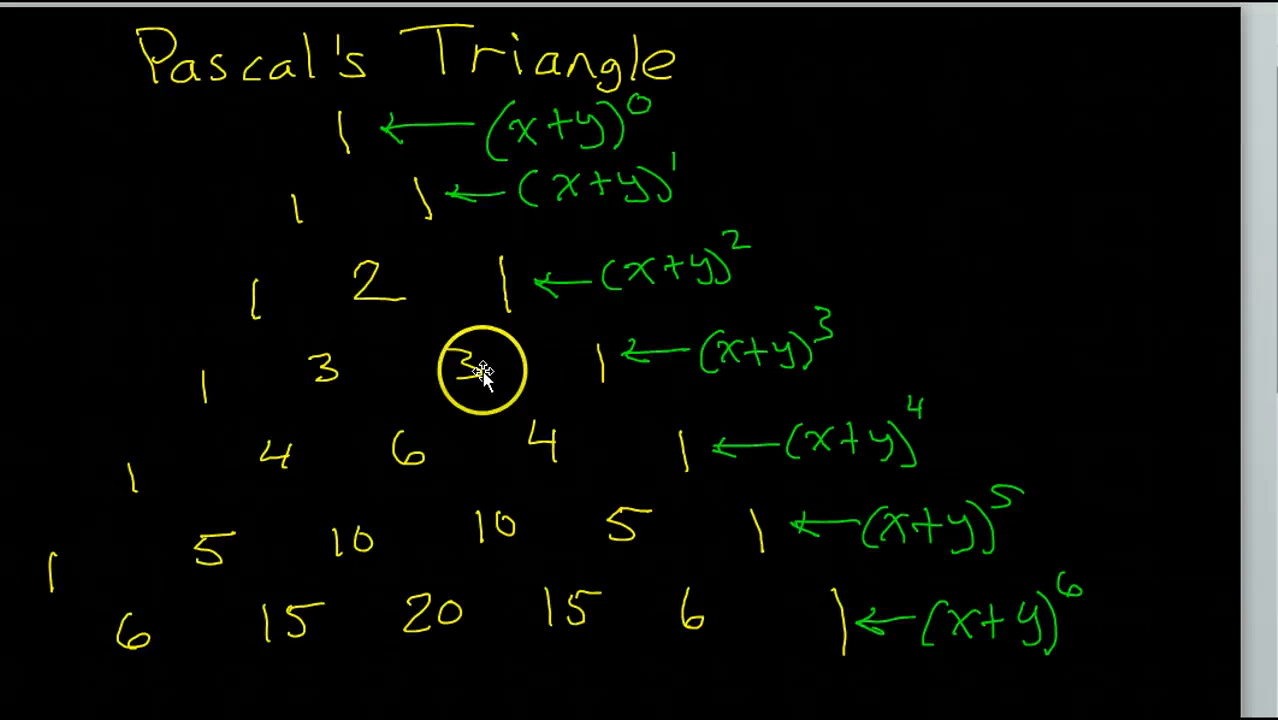 Pascal's Triangle
1 ← (x+y)^0
1 1 ← (x+y)^1
1 2 1 ← (x+y)^2
1 3 3 1 ← (x+y)^3
1 4 6 4 1 ← (x+y)^4
1 5 10 10 5 1 ← (x+y)^5
6 15 20 15 6 1 ← (x+y)^6